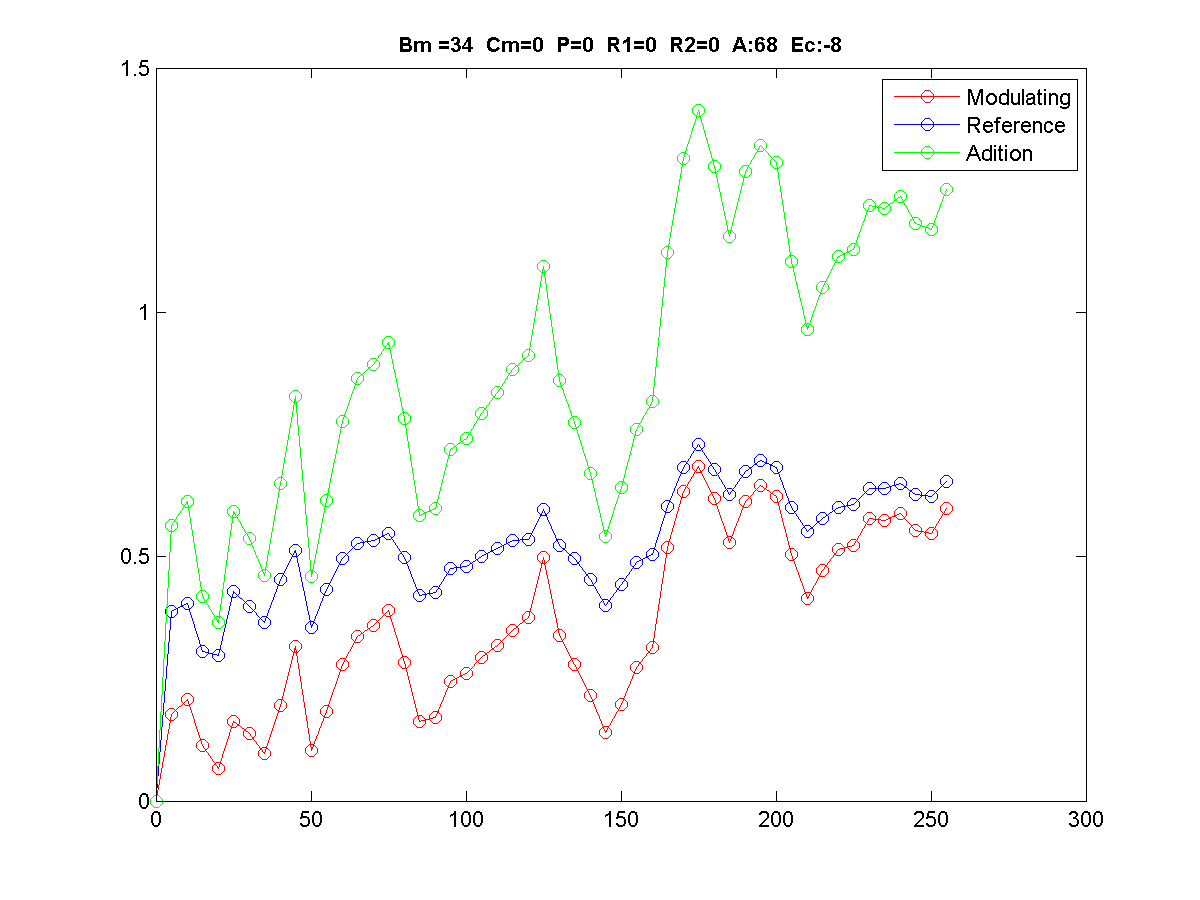 Bm =34  Cm=0  P=0  R1=0  R2=0  A:68  Ec:-8
1.5
Modulating
Reference
Adition
1
0.5
0
0 50 100 150 200 250 300